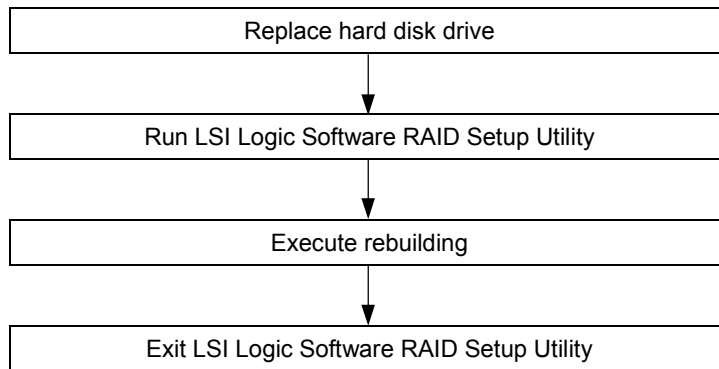 Replace hard disk drive
Run LSI Logic Software RAID Setup Utility
Execute rebuilding
Exit LSI Logic Software RAID Setup Utility